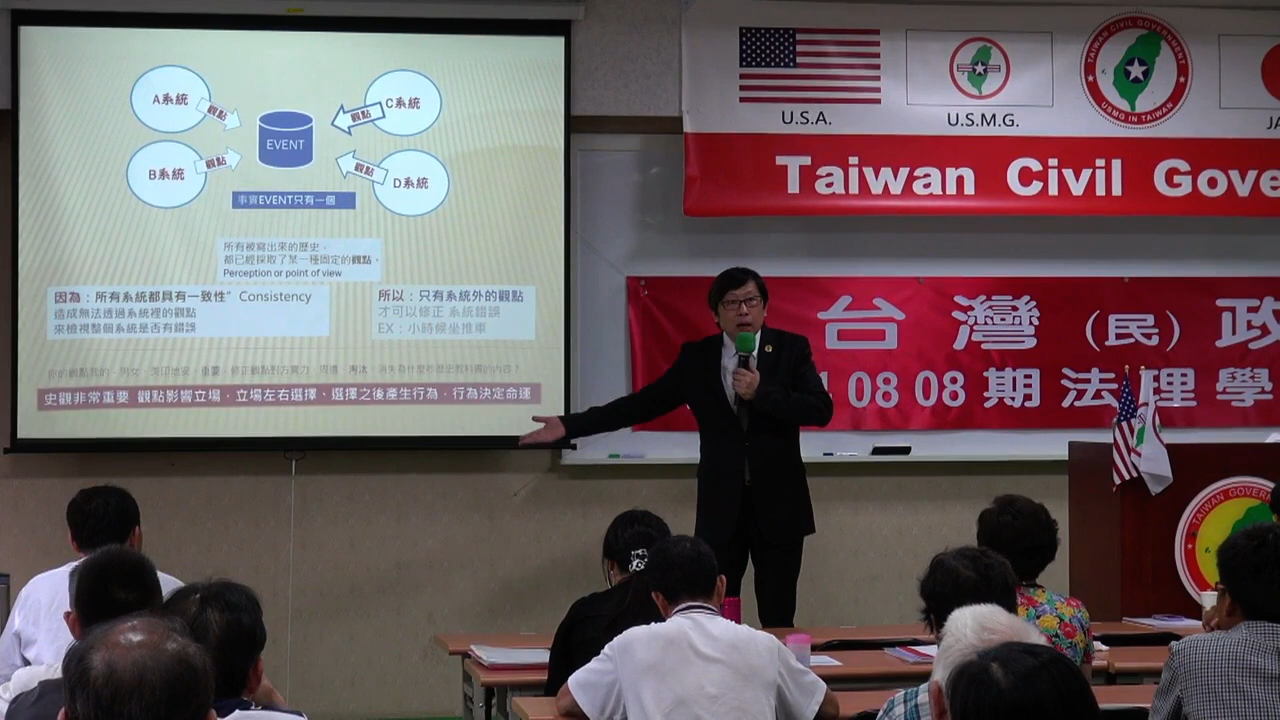 A系統
觀點
C系統
觀點
EVENT
B系統
觀點
D系統
觀點
事實EVENT只有一個
所有被寫出來的歷史，
都已經採取了某一種固定的觀點。
Perception or point of view
因為：所有系統都具有一致性" Consistency
造成無法透過系統裡的觀點
來檢視整個系統是否有錯誤
所以：只有系統外的觀點
才可以修正 系統錯誤
EX：小時候坐推車
史觀非常重要 觀點影響立場，立場左右選擇、選擇之後產生行為，行為決定命運
U.S.A.
U.S.M.G.
TAIWAN CIVIL GOVERNMENT
USMG IN TAIWAN
JA
Taiwan Civil Gove
台灣（民）政
08 08 期法理學
TAIWAN GOVER